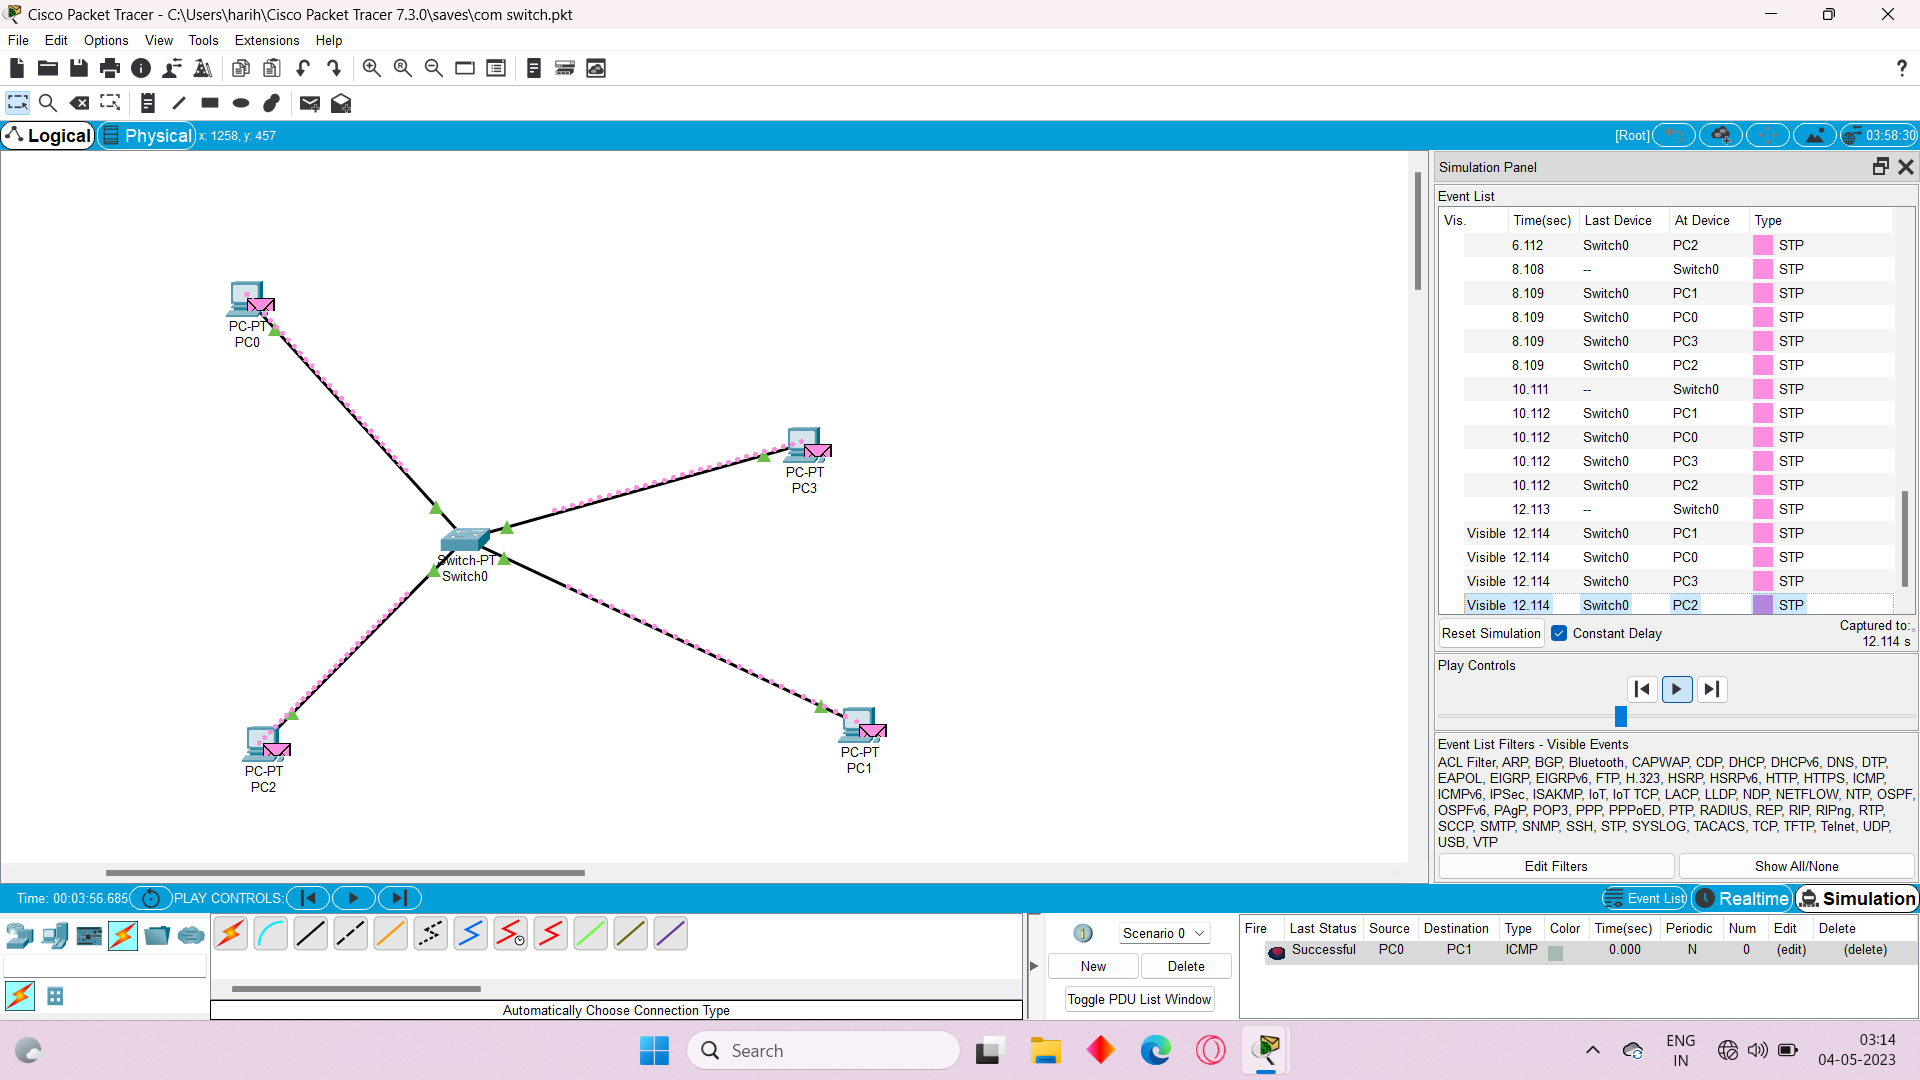 Cisco Packet Tracer - C:\Users\harih\Cisco Packet Tracer 7.3.0\saves\com switch.pkt
File Edit Options View Tools Extensions Help
?
Logical Physical x: 1258, y: 457
[Root] 03:58:30
PC-PT
PC0
PC-PT
PC3
Switch-PT
Switch0
PC-PT
PC2
PC-PT
PC1
Simulation Panel
Event List
Vis. Time(sec) Last Device At Device Type
6.112 Switch0 PC2 STP
8.108 -- Switch0 STP
8.109 Switch0 PC1 STP
8.109 Switch0 PC0 STP
8.109 Switch0 PC3 STP
8.109 Switch0 PC2 STP
10.111 -- Switch0 STP
10.112 Switch0 PC1 STP
10.112 Switch0 PC0 STP
10.112 Switch0 PC3 STP
10.112 Switch0 PC2 STP
12.113 -- Switch0 STP
Visible 12.114 Switch0 PC1 STP
Visible 12.114 Switch0 PC0 STP
Visible 12.114 Switch0 PC3 STP
Visible 12.114 Switch0 PC2 STP
Reset Simulation Constant Delay
Captured to:
12.114 s
Play Controls
Event List Filters - Visible Events
ACL Filter, ARP, BGP, Bluetooth, CAPWAP, CDP, DHCP, DHCPv6, DNS, DTP,
EAPOL, EIGRP, EIGRPv6, FTP, H.323, HSRP, HSRPv6, HTTP, HTTPS, ICMP,
ICMPv6, IPSec, ISAKMP, IoT, IoT TCP, LACP, LLDP, NDP, NETFLOW, NTP, OSPF,
OSPFv6, PAgP, POP3, PPP, PPPoED, PTP, RADIUS, REP, RIP, RIPng, RTP,
SCCP, SMTP, SNMP, SSH, STP, SYSLOG, TACACS, TCP, TFTP, Telnet, UDP,
USB, VTP
Edit Filters Show All/None
Time: 00:03:56.685 PLAY CONTROLS:
Event List Realtime Simulation
Automatically Choose Connection Type
1 Scenario 0
New Delete
Toggle PDU List Window
Fire Last Status Source Destination Type Color Time(sec) Periodic Num Edit Delete
Successful PC0 PC1 ICMP 0.000 N 0 (edit) (delete)
Search
ENG
IN
03:14
04-05-2023